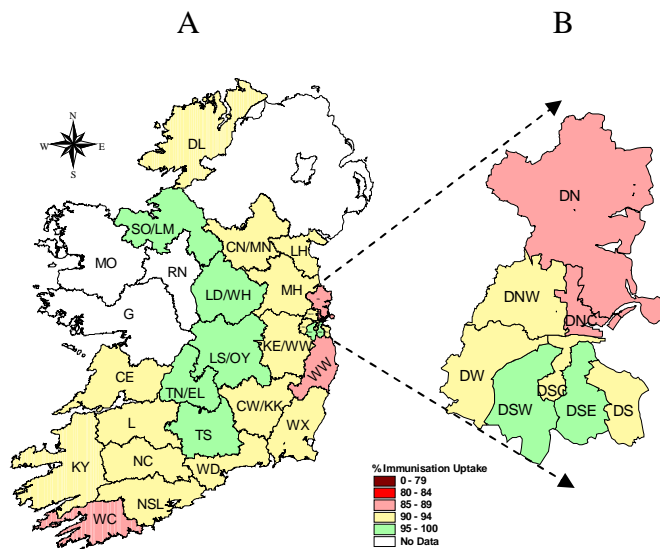 A
B
N
W E
S
DL
SO/LM
MO
RN
CN/MN
LH
MH
G
LD/WH
LS/OY
KE/WW
WW
CE
TN/EL
L
TS
CW/KK
WX
KY
NC
WD
WC
NSL
DN
DNW
DNC
DW
DSC
DSW
DSE
DS
% Immunisation Uptake
0 - 79
80 - 84
85 - 89
90 - 94
95 - 100
No Data